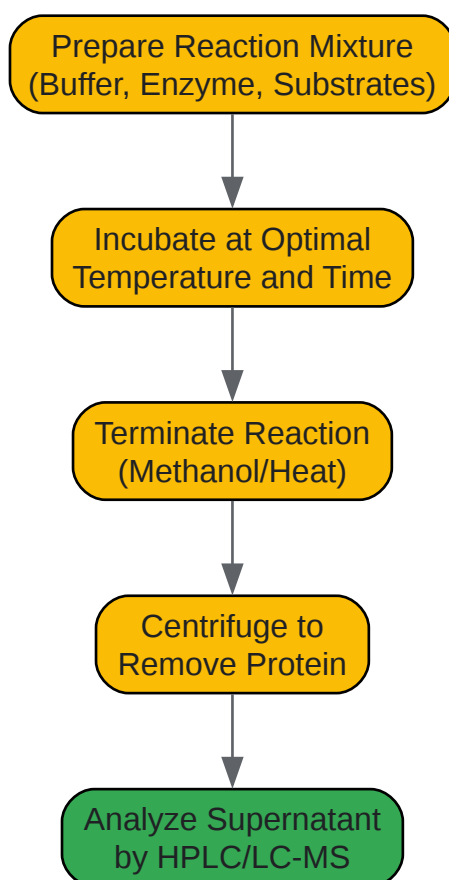 Prepare Reaction Mixture
(Buffer, Enzyme, Substrates)
Incubate at Optimal
Temperature and Time
Terminate Reaction
(Methanol/Heat)
Centrifuge to
Remove Protein
Analyze Supernatant
by HPLC/LC-MS